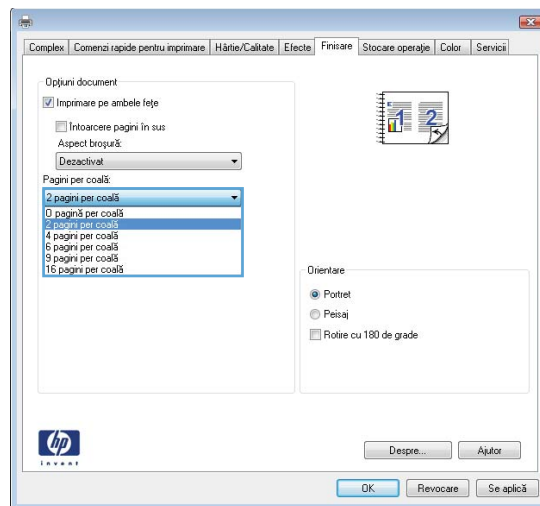 Complex Comenzi rapide pentru imprimare Hârtie/Calitate Efecte Finisare Stocare operaţie Color Servicii
Opţiuni document
Imprimare pe ambele feţe
Întoarcere pagini în sus
Aspect broşură:
Dezactivat
Pagini per coală:
2 pagini per coală
O pagină per coală
2 pagini per coală
4 pagini per coală
6 pagini per coală
9 pagini per coală
16 pagini per coală
1 2
Orientare
Portret
Peisaj
Rotire cu 180 de grade
hp
invent
Despre... Ajutor
OK Revocare Se aplică